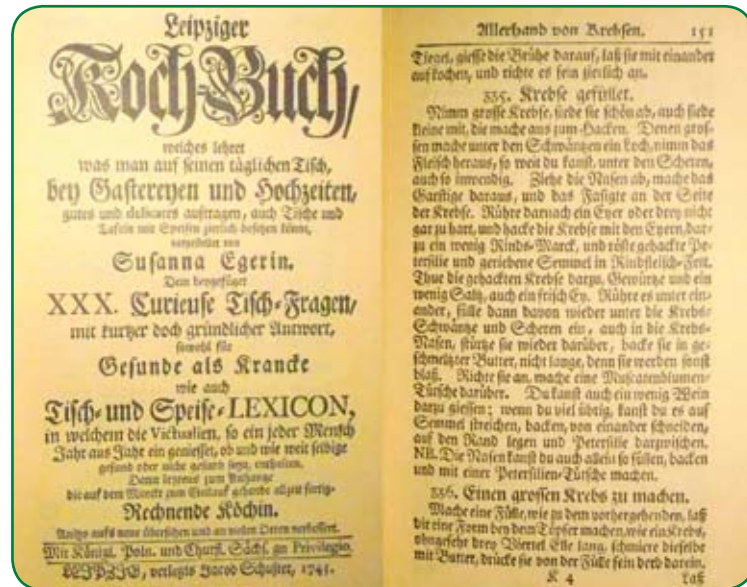 Leipziger
Koch-Buch,
welches lehret
was man auf seinen täglichen Tisch,
bey Gastereyen und Hochzeiten,
gutes und delicates auftragen, auch Tische und
Tafeln mit Speisen zierlich besetzen könne,
vorgestellet von
Susanna Egerin.
Dem beygefüget
XXX. Curieuse Tisch-Fragen,
mit kurtzer doch gründlicher Antwort,
sowohl für
Gesunde als Krancke
wie auch
Tisch- und Speise-LEXICON,
in welchem die Victualien, so ein jeder Mensch
Jahr aus Jahr ein geniesset, ob und wie weit selbige
gesund oder nicht gesund seyn, enthalten.
Denn letzens zum Anhange
die auf dem Marckt zum Einkauf gehende allzeit fertig-
Rechnende Köchin.
Anitzo aufs neue übersehen und an vielen Orten verbessert.
Mit Königl. Poln. und Churfl. Sächs. gn Privilegio.
LEIPZIG, verlegts Jacob Schuster, 1745.
Allerhand von Krebsen. 151
Tiegel, giesse die Brühe darauf, laß sie mit einander
aufkochen, und richte es fein zierlich an.
335. Krebse gefüllet.
Nimm grosse Krebse, siede sie schön ab, auch siede
kleine mit, die mache aus zum Hacken. Denen gros-
sen mache unter den Schwäntzen ein Loch, nimm das
Fleisch heraus, so weit du kanst, unter den Scheren,
auch so inwendig. Ziehe die Nasen ab, mache das
Garstige daraus, und das Fasigte an der Seite
der Krebse. Rühre darnach ein Eyer oder drey nicht
gar zu hart, und hacke die Krebse mit den Eyern, dar-
zu ein wenig Rinds-Marck, und röste gehackte Pe-
tersilie und geriebene Semmel in Rindfleisch-Fett.
Thue die gehackten Krebse darzu, Gewürtze und ein
wenig Saltz, auch ein frisch Ey. Rühre es unter ein-
ander, fülle dann davon wieder unter die Krebs-
Schwäntze und Scheren ein, auch in die Krebs-
Nasen, stürtze sie wieder darüber, backe sie in ge-
schmeltzter Butter, nicht lange, denn sie werden sonst
blaß. Richte sie an, mache eine Muscatenblumen-
Tütsche darüber. Du kanst auch ein wenig Wein
darzu giessen; wenn du viel übrig, kanst du es auf
Semmel streichen, backen, von einander schneiden,
auf den Rand legen und Petersilie darzwischen.
NB. Die Nasen kanst du auch allein so füllen, backen
und mit einer Petersilien-Tütsche machen.
336. Einen grossen Krebs zu machen.
Mache eine Fülle, wie zu dem vorhergehenden, laß
dir eine Form bey dem Töpfer machen, wie ein Krebs,
ohngefehr drey Viertel Elle lang, schmiere dieselbe
mit Butter, drücke sie von der Fülle fein derb darein,
K 4 Laß